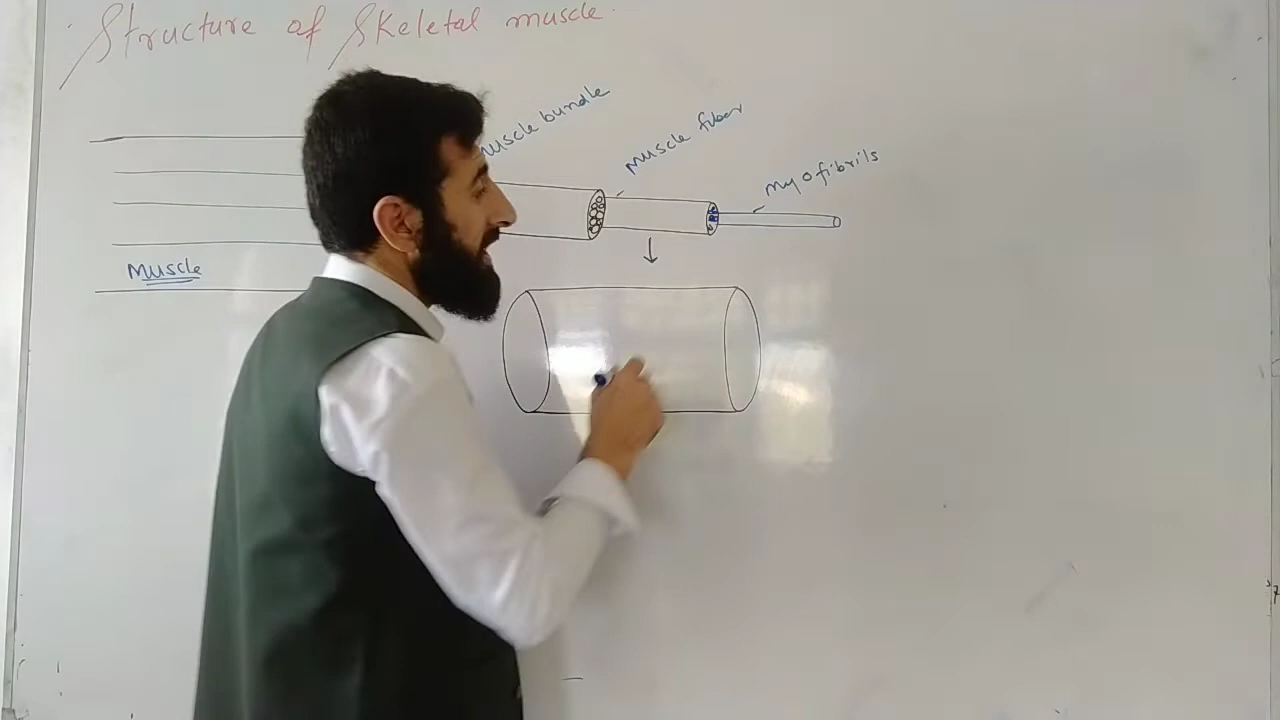 Structure of Skeletal muscle.
muscle bundle
muscle fiber
myofibrils
Muscle